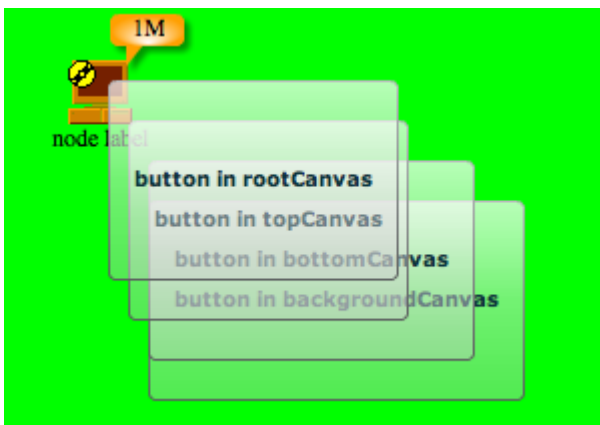 1M
node label
button in rootCanvas
button in topCanvas
button in bottomCanvas
button in backgroundCanvas